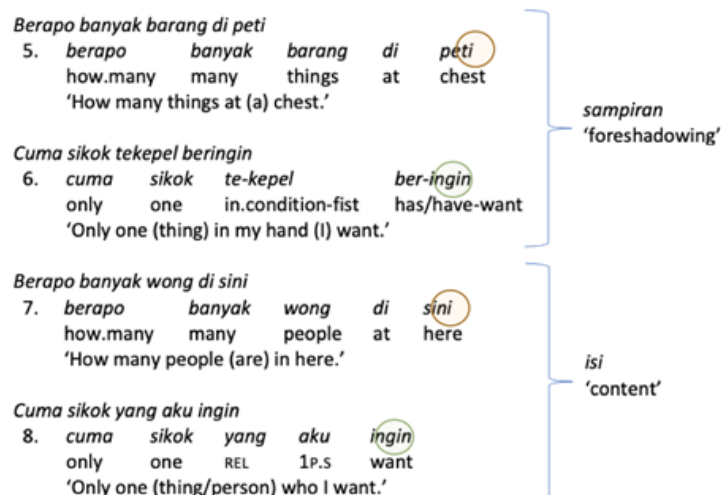 Berapo banyak barang di peti
5. berapo banyak barang di peti
how.many many things at chest
‘How many things at (a) chest.’
sampiran
‘foreshadowing’
Cuma sikok tekepel beringin
6. cuma sikok te-kepel ber-ingin
only one in.condition-fist has/have-want
‘Only one (thing) in my hand (I) want.’
Berapo banyak wong di sini
7. berapo banyak wong di sini
how.many many people at here
‘How many people (are) in here.’
isi
‘content’
Cuma sikok yang aku ingin
8. cuma sikok yang aku ingin
only one REL 1P.S want
‘Only one (thing/person) who I want.’